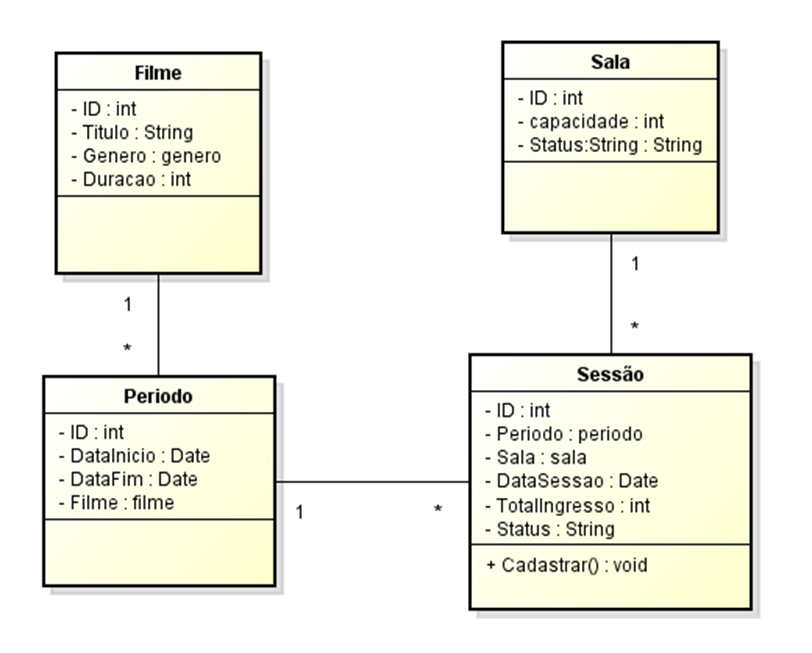 Filme
- ID : int
- Titulo : String
- Genero : genero
- Duracao : int
Sala
- ID : int
- capacidade : int
- Status:String : String
1
*
1
*
Periodo
- ID : int
- DataInicio : Date
- DataFim : Date
- Filme : filme
1
*
Sessão
- ID : int
- Periodo : periodo
- Sala : sala
- DataSessao : Date
- TotalIngresso : int
- Status : String
+ Cadastrar() : void